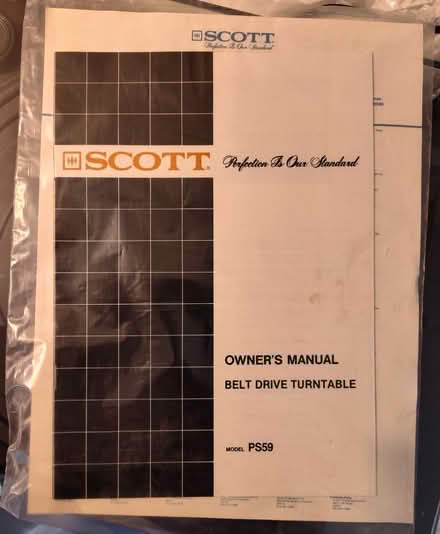 SCOTT
Perfection Is Our Standard
SCOTT Perfection Is Our Standard
OWNER'S MANUAL
BELT DRIVE TURNTABLE
MODEL PS59